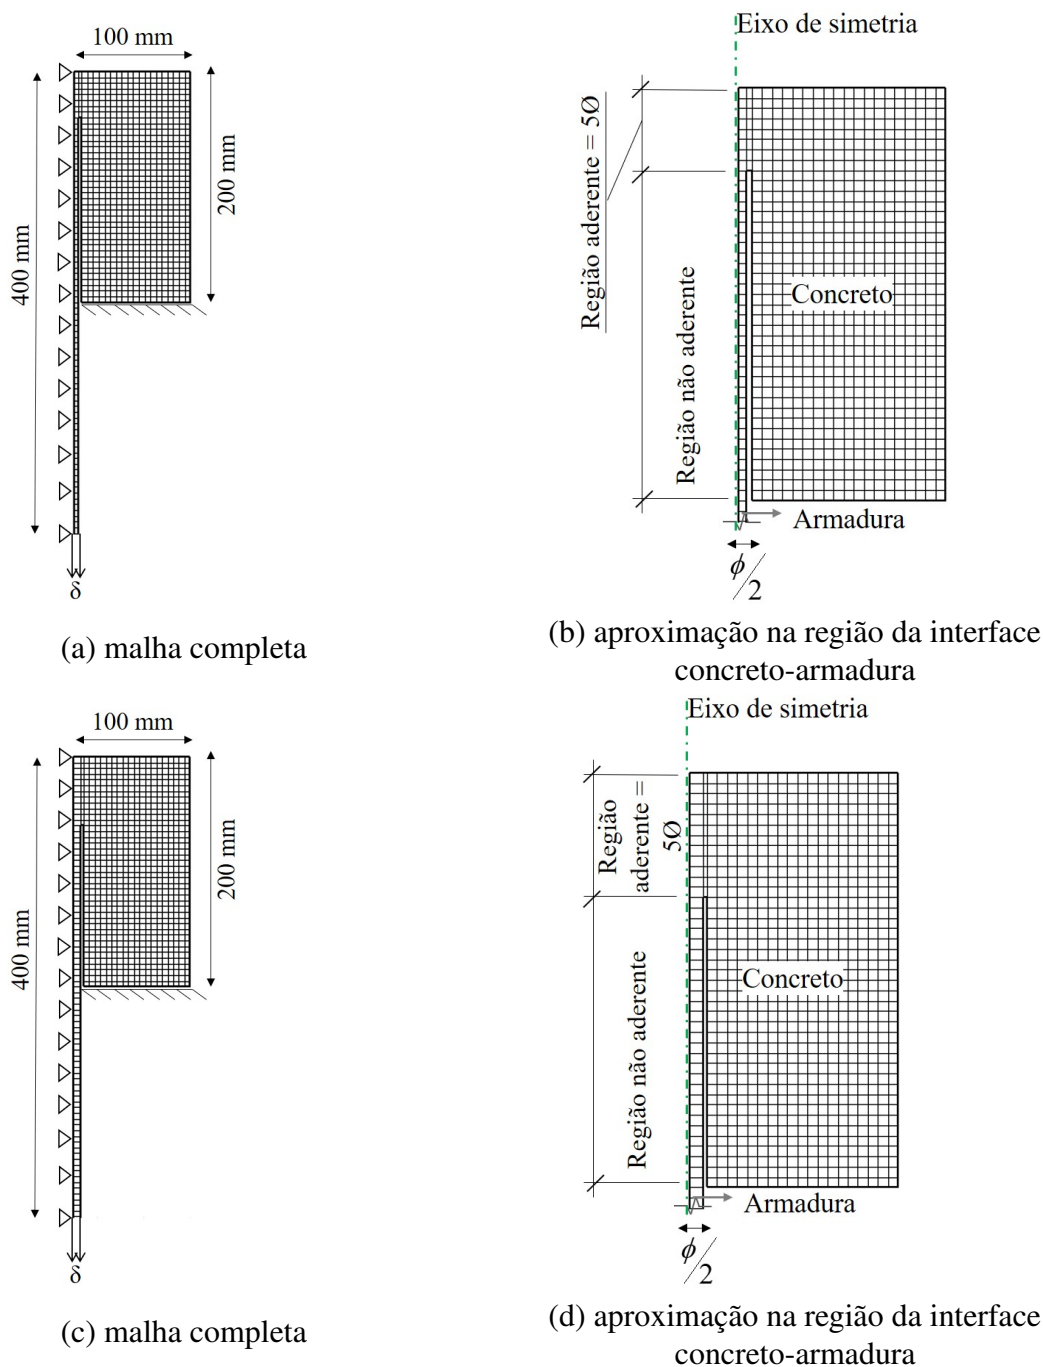 100 mm
400 mm
200 mm
δ
(a) malha completa
Eixo de simetria
Região aderente = 5Ø
Região não aderente
Concreto
Armadura
ϕ/2
(b) aproximação na região da interface
concreto-armadura
100 mm
400 mm
200 mm
δ
(c) malha completa
Eixo de simetria
Região
aderente =
5Ø
Região não aderente
Concreto
Armadura
ϕ/2
(d) aproximação na região da interface
concreto-armadura